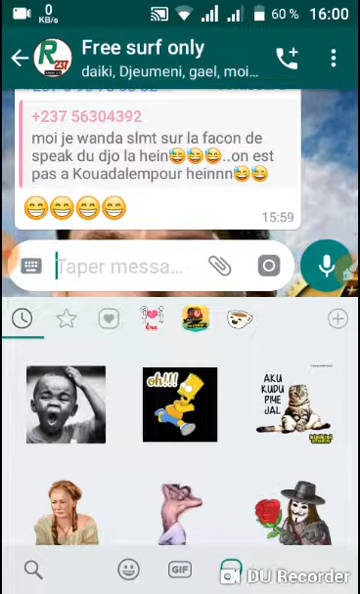 0
KB/s
60 % 16:00
R
237
Free surf only
daiki, Djeumeni, gael, moi...
+237 56304392
moi je wanda slmt sur la facon de
speak du djo la hein😅😅😅..on est
pas a Kouadalempour heinnn😅😅
😁😁😁😁
15:59
Taper messa...
oh!!!
AKU
KUDU
PIYE
JAL
GIF
DU Recorder